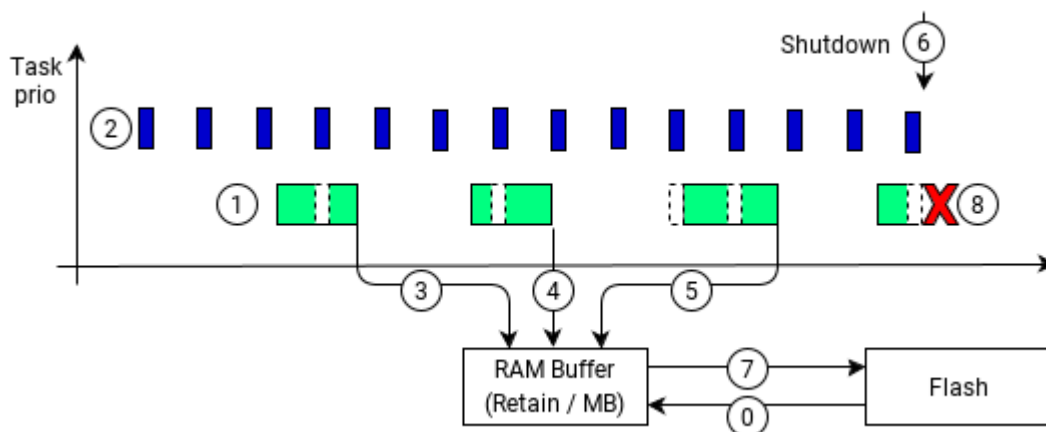 Shutdown 6
Task
prio
2
1
8
3
4
5
RAM Buffer
(Retain / MB)
7
Flash
0